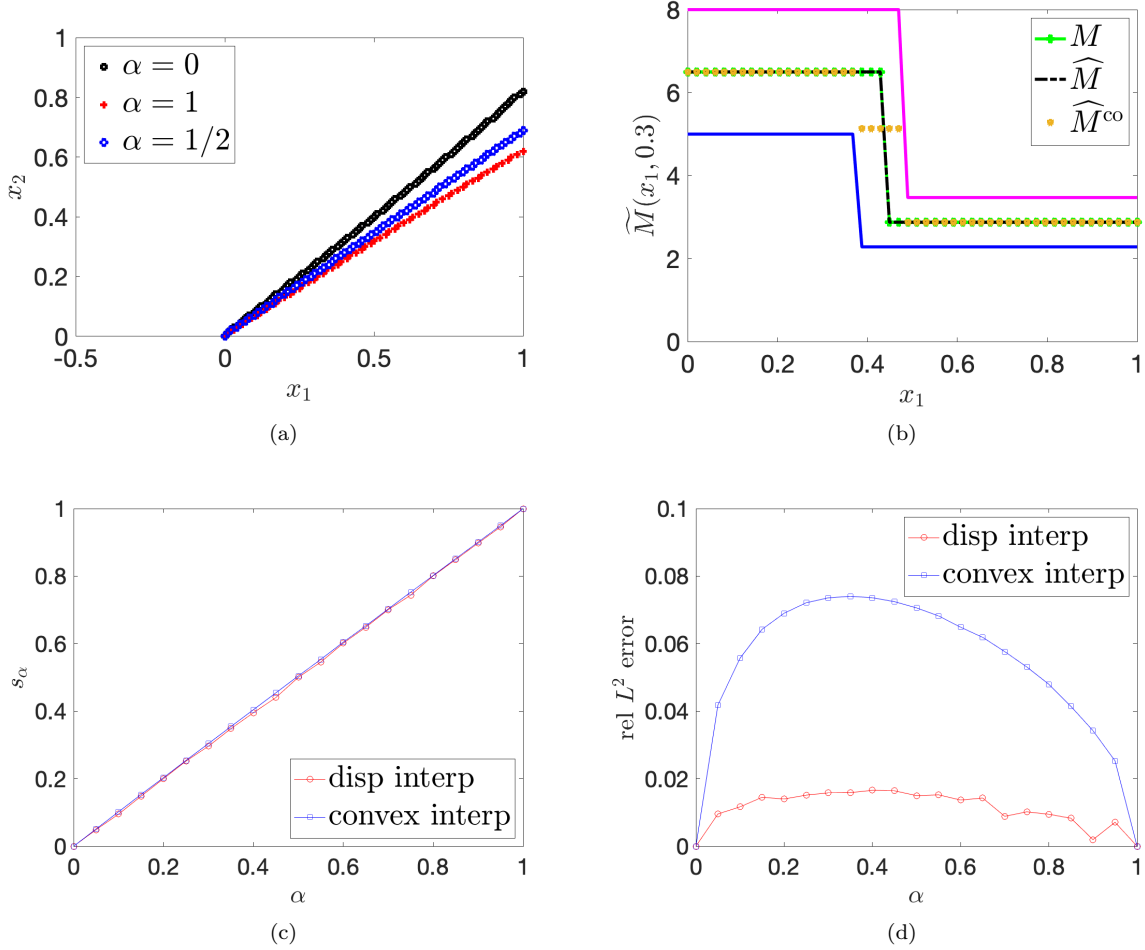 1
0.8
0.6
0.4
0.2
0
-0.5
0
0.5
1
x₂
x₁
α = 0
α = 1
α = 1/2
(a)
8
6
4
2
0
0.2
0.4
0.6
0.8
1
M̃(x₁, 0.3)
x₁
M
M̂
M̂ᶜᵒ
(b)
1
0.8
0.6
0.4
0.2
0
0
0.2
0.4
0.6
0.8
1
s_α
α
disp interp
convex interp
(c)
0.1
0.08
0.06
0.04
0.02
0
0
0.2
0.4
0.6
0.8
1
rel L² error
α
disp interp
convex interp
(d)